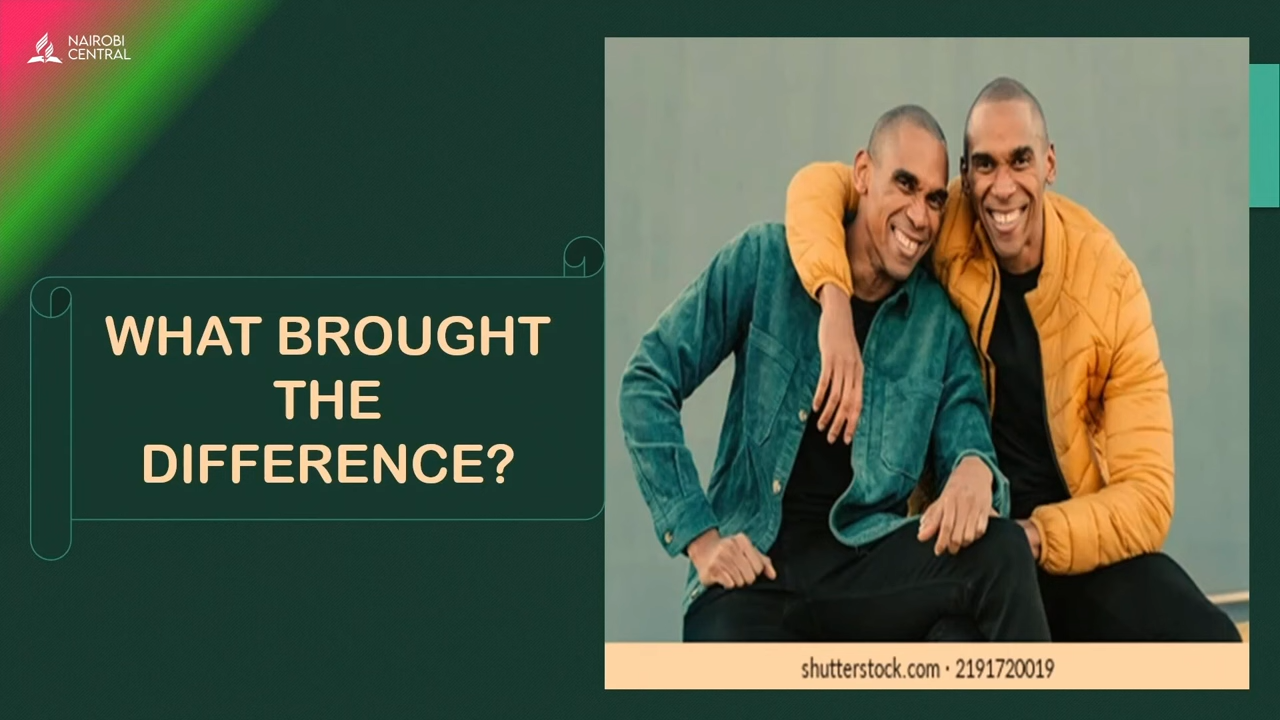 NAIROBI
CENTRAL
WHAT BROUGHT
THE
DIFFERENCE?
shutterstock.com · 2191720019